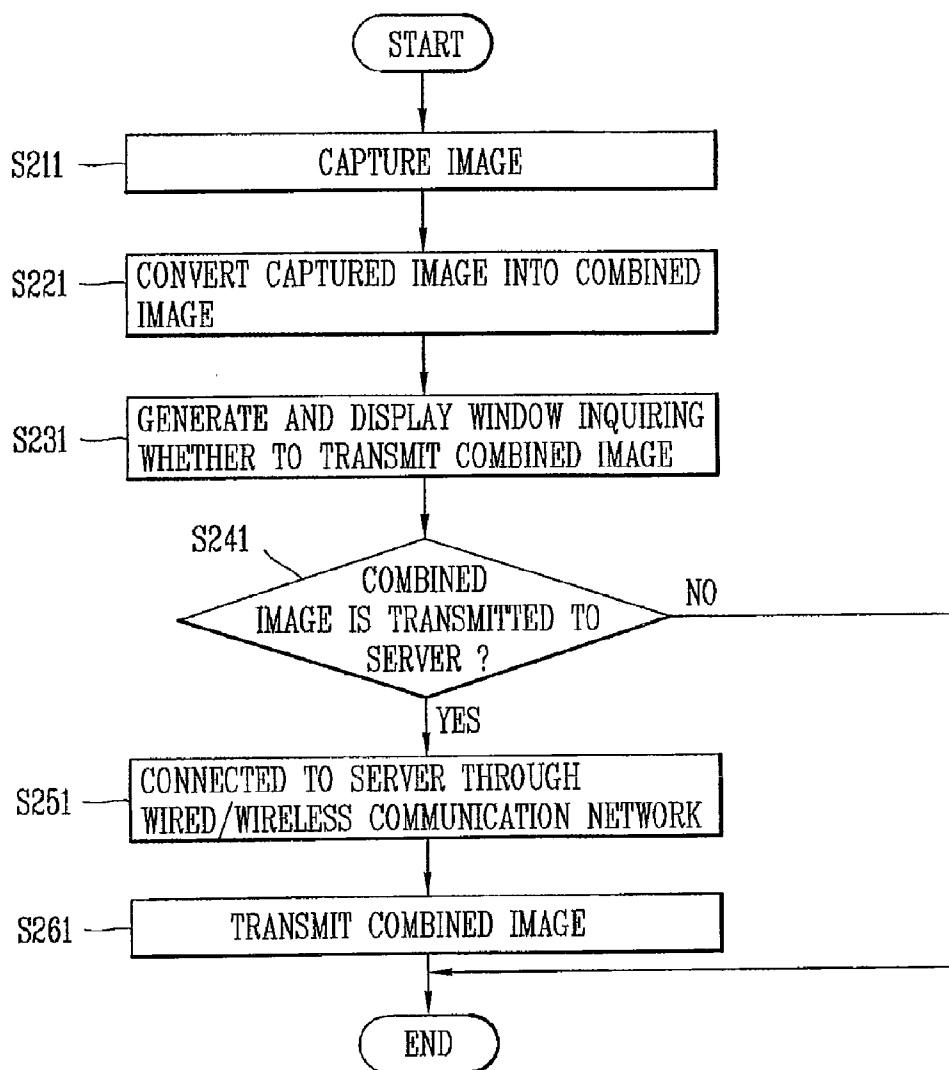 START
S211
CAPTURE IMAGE
S221
CONVERT CAPTURED IMAGE INTO COMBINED
IMAGE
S231
GENERATE AND DISPLAY WINDOW INQUIRING
WHETHER TO TRANSMIT COMBINED IMAGE
S241
COMBINED
IMAGE IS TRANSMITTED TO
SERVER ?
NO
YES
S251
CONNECTED TO SERVER THROUGH
WIRED/WIRELESS COMMUNICATION NETWORK
S261
TRANSMIT COMBINED IMAGE
END